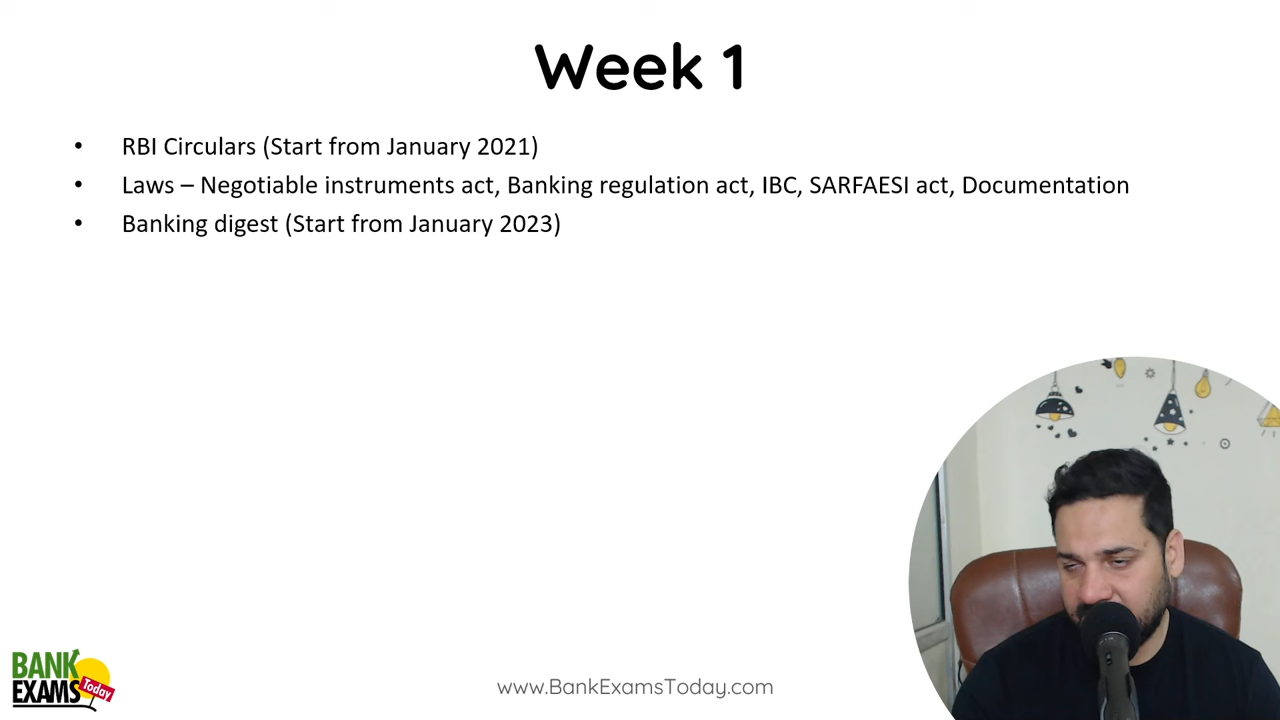 Week 1
• RBI Circulars (Start from January 2021)
• Laws – Negotiable instruments act, Banking regulation act, IBC, SARFAESI act, Documentation
• Banking digest (Start from January 2023)
BANK
EXAMS Today
www.BankExamsToday.com